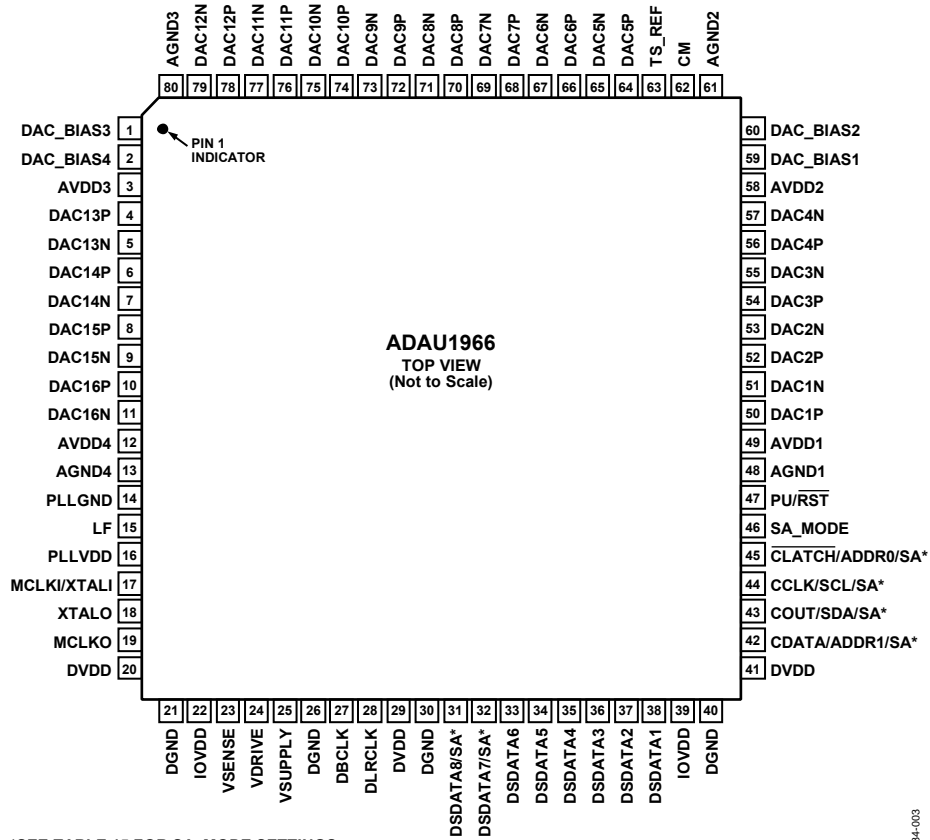 AGND3
DAC12N
DAC12P
DAC11N
DAC11P
DAC10N
DAC10P
DAC9N
DAC9P
DAC8N
DAC8P
DAC7N
DAC7P
DAC6N
DAC6P
DAC5N
DAC5P
TS_REF
CM
AGND2
80 79 78 77 76 75 74 73 72 71 70 69 68 67 66 65 64 63 62 61
DAC_BIAS3 1
DAC_BIAS4 2
AVDD3 3
DAC13P 4
DAC13N 5
DAC14P 6
DAC14N 7
DAC15P 8
DAC15N 9
DAC16P 10
DAC16N 11
AVDD4 12
AGND4 13
PLLGND 14
LF 15
PLLVDD 16
MCLKI/XTALI 17
XTALO 18
MCLKO 19
DVDD 20
PIN 1
INDICATOR
ADAU1966
TOP VIEW
(Not to Scale)
60 DAC_BIAS2
59 DAC_BIAS1
58 AVDD2
57 DAC4N
56 DAC4P
55 DAC3N
54 DAC3P
53 DAC2N
52 DAC2P
51 DAC1N
50 DAC1P
49 AVDD1
48 AGND1
47 PU/RST
46 SA_MODE
45 CLATCH/ADDR0/SA*
44 CCLK/SCL/SA*
43 COUT/SDA/SA*
42 CDATA/ADDR1/SA*
41 DVDD
21 22 23 24 25 26 27 28 29 30 31 32 33 34 35 36 37 38 39 40
DGND
IOVDD
VSENSE
VDRIVE
VSUPPLY
DGND
DBCLK
DLRCLK
DVDD
DGND
DSDATA8/SA*
DSDATA7/SA*
DSDATA6
DSDATA5
DSDATA4
DSDATA3
DSDATA2
DSDATA1
IOVDD
DGND